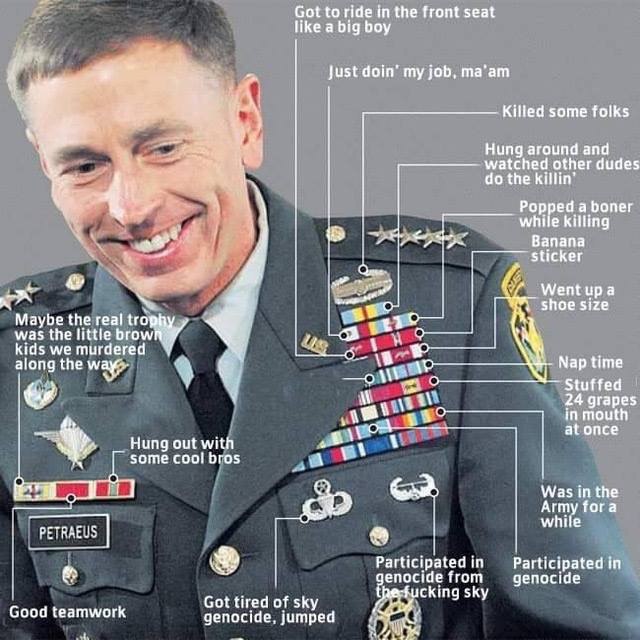 Got to ride in the front seat
like a big boy
Just doin' my job, ma'am
Killed some folks
Hung around and
watched other dudes
do the killin'
Popped a boner
while killing
Banana
sticker
Went up a
shoe size
Maybe the real trophy
was the little brown
kids we murdered
along the way
U.S
U.S
Nap time
Stuffed
24 grapes
in mouth
at once
Hung out with
some cool bros
Was in the
Army for a
while
PETRAEUS
Participated in
genocide from
the fucking sky
Participated in
genocide
Good teamwork
Got tired of sky
genocide, jumped